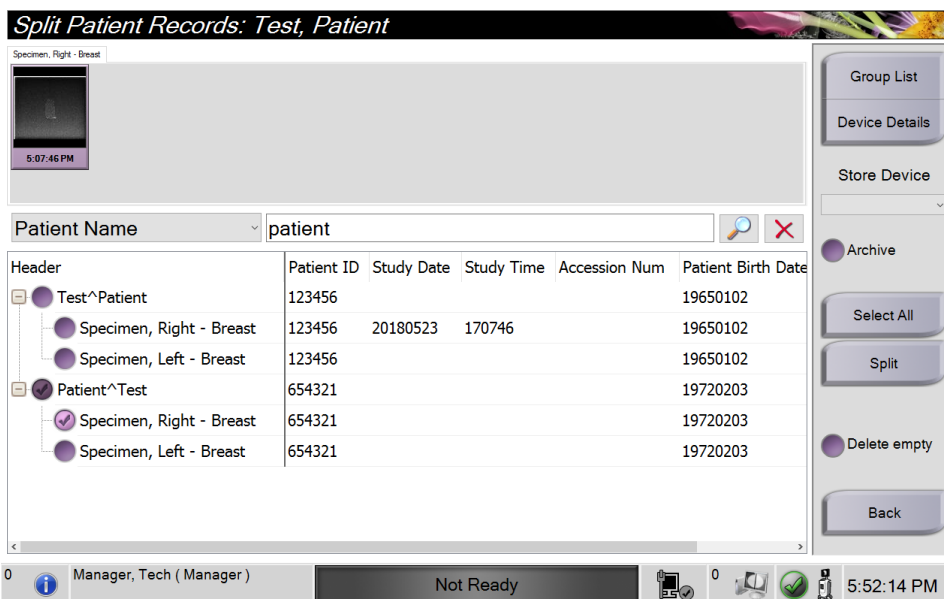 Split Patient Records: Test, Patient
Specimen, Right - Breast
5:07:46 PM
Group List
Device Details
Store Device
Patient Name patient
Archive
Header Patient ID Study Date Study Time Accession Num Patient Birth Date
Test^Patient 123456 19650102
Specimen, Right - Breast 123456 20180523 170746 19650102
Specimen, Left - Breast 123456 19650102
Patient^Test 654321 19720203
Specimen, Right - Breast 654321 19720203
Specimen, Left - Breast 654321 19720203
Select All
Split
Delete empty
Back
0 Manager, Tech ( Manager ) Not Ready 0 5:52:14 PM